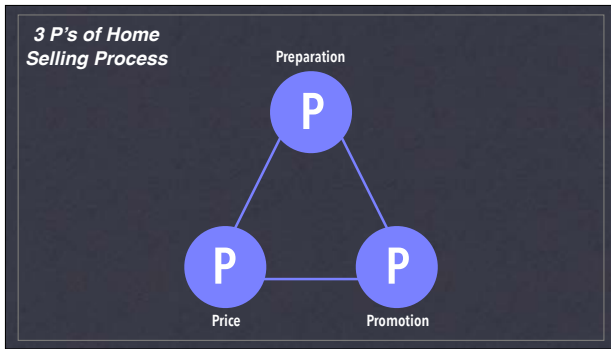 3 P's of Home
Selling Process
Preparation
P
P
P
Price
Promotion